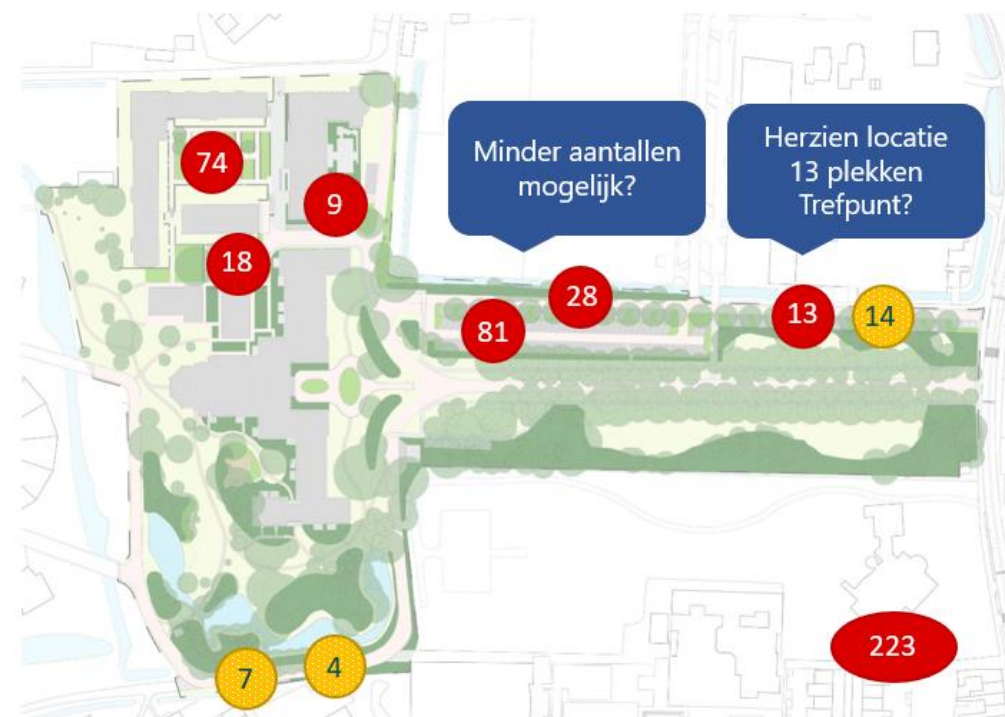 Minder aantallen
mogelijk?
Herzien locatie
13 plekken
Trefpunt?
74
9
18
28
81
13
14
223
7
4